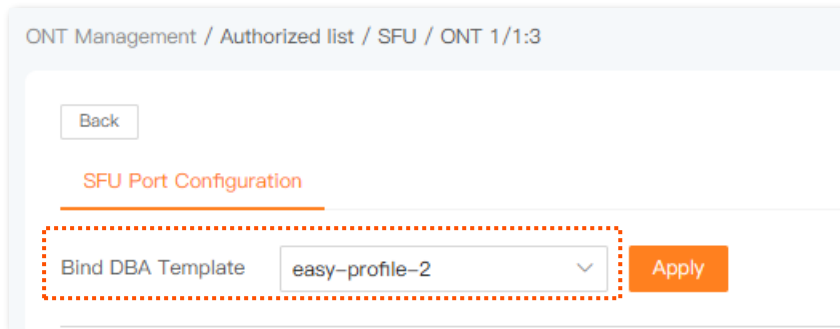 ONT Management / Authorized list / SFU / ONT 1/1:3
Back
SFU Port Configuration
Bind DBA Template easy-profile-2 Apply